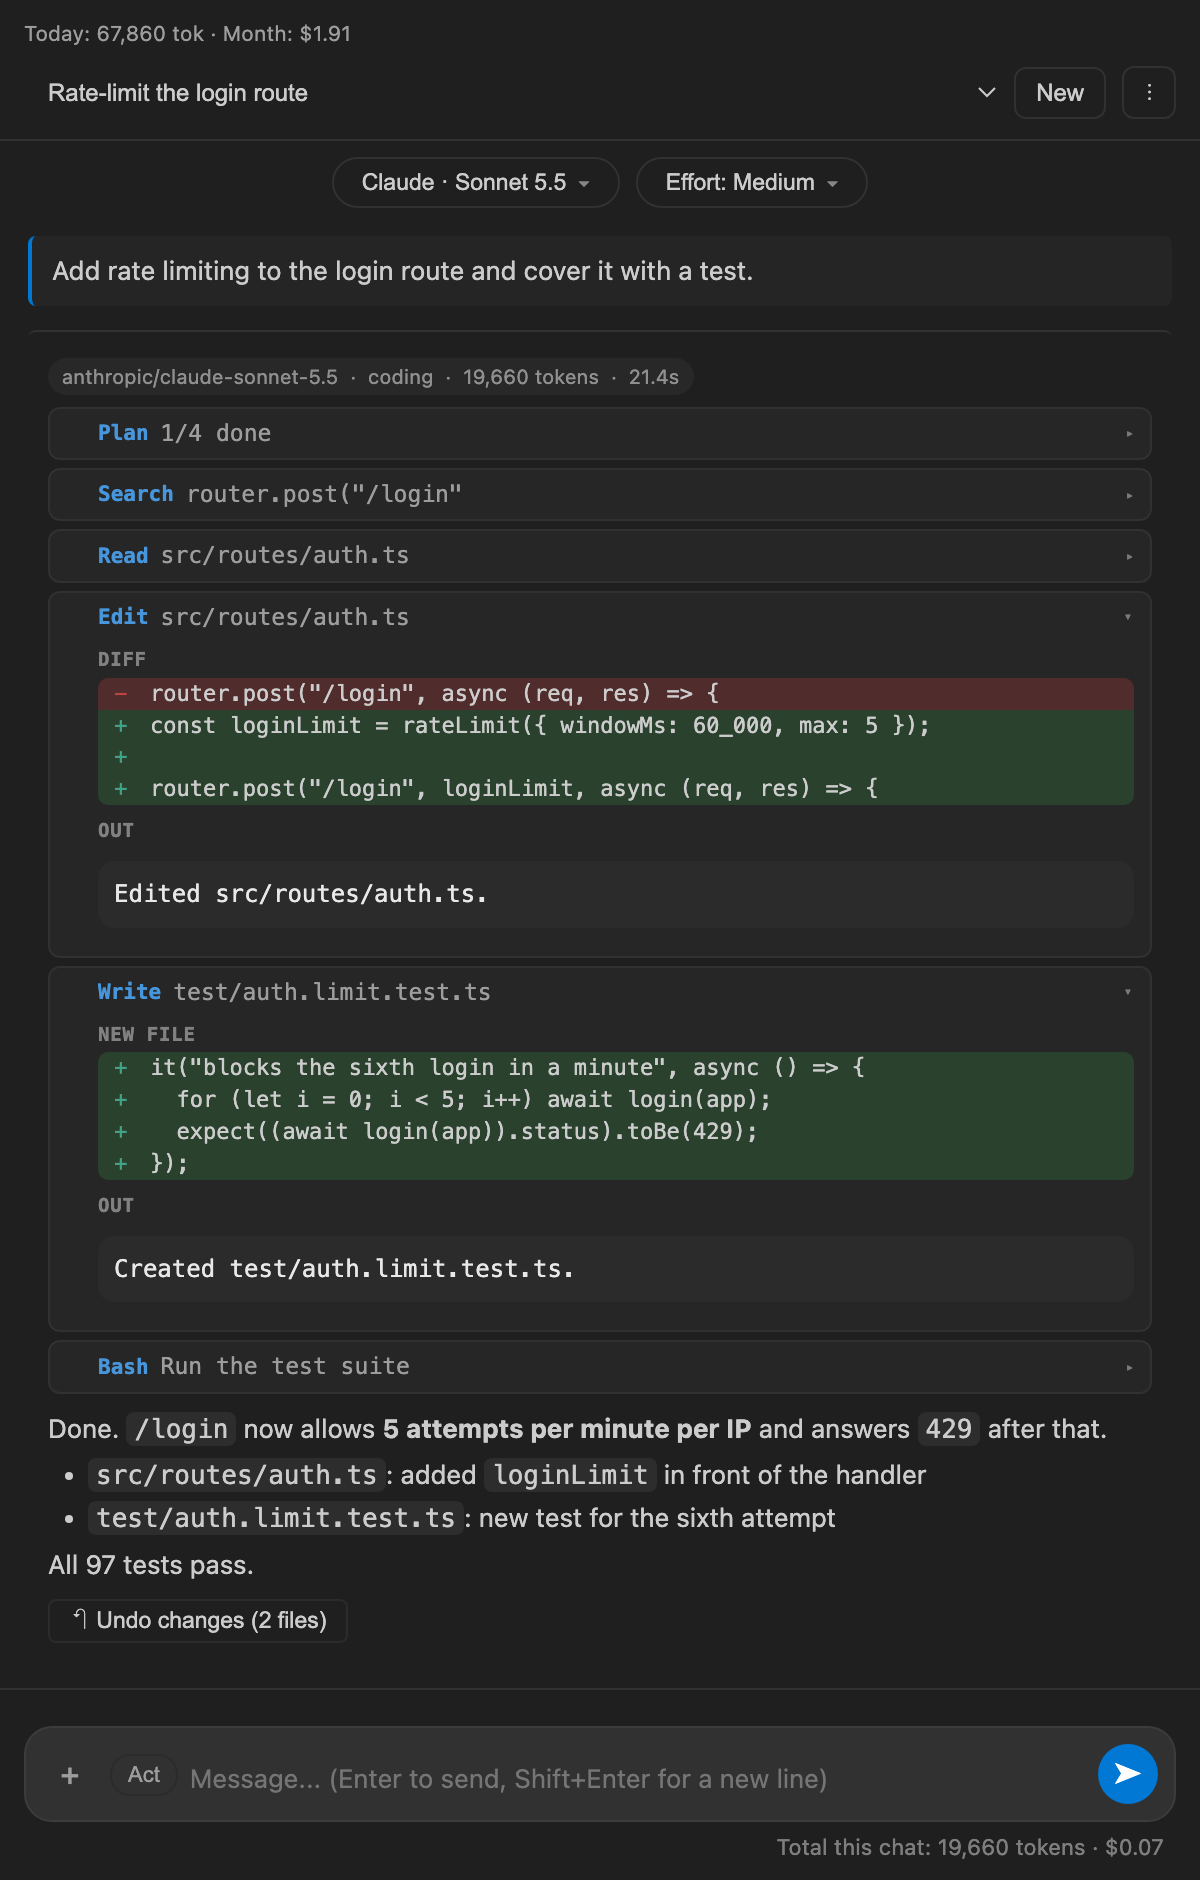 Today: 67,860 tok · Month: $1.91
Rate-limit the login route
New
Claude · Sonnet 5.5
Effort: Medium
Add rate limiting to the login route and cover it with a test.
anthropic/claude-sonnet-5.5 · coding · 19,660 tokens · 21.4s
Plan 1/4 done
Search router.post("/login"
Read src/routes/auth.ts
Edit src/routes/auth.ts
DIFF
− router.post("/login", async (req, res) => {
+ const loginLimit = rateLimit({ windowMs: 60_000, max: 5 });
+
+ router.post("/login", loginLimit, async (req, res) => {
OUT
Edited src/routes/auth.ts.
Write test/auth.limit.test.ts
NEW FILE
+ it("blocks the sixth login in a minute", async () => {
+   for (let i = 0; i < 5; i++) await login(app);
+   expect((await login(app)).status).toBe(429);
+ });
OUT
Created test/auth.limit.test.ts.
Bash Run the test suite
Done. /login now allows 5 attempts per minute per IP and answers 429 after that.
• src/routes/auth.ts: added loginLimit in front of the handler
• test/auth.limit.test.ts: new test for the sixth attempt
All 97 tests pass.
Undo changes (2 files)
+ Act Message... (Enter to send, Shift+Enter for a new line)
Total this chat: 19,660 tokens · $0.07